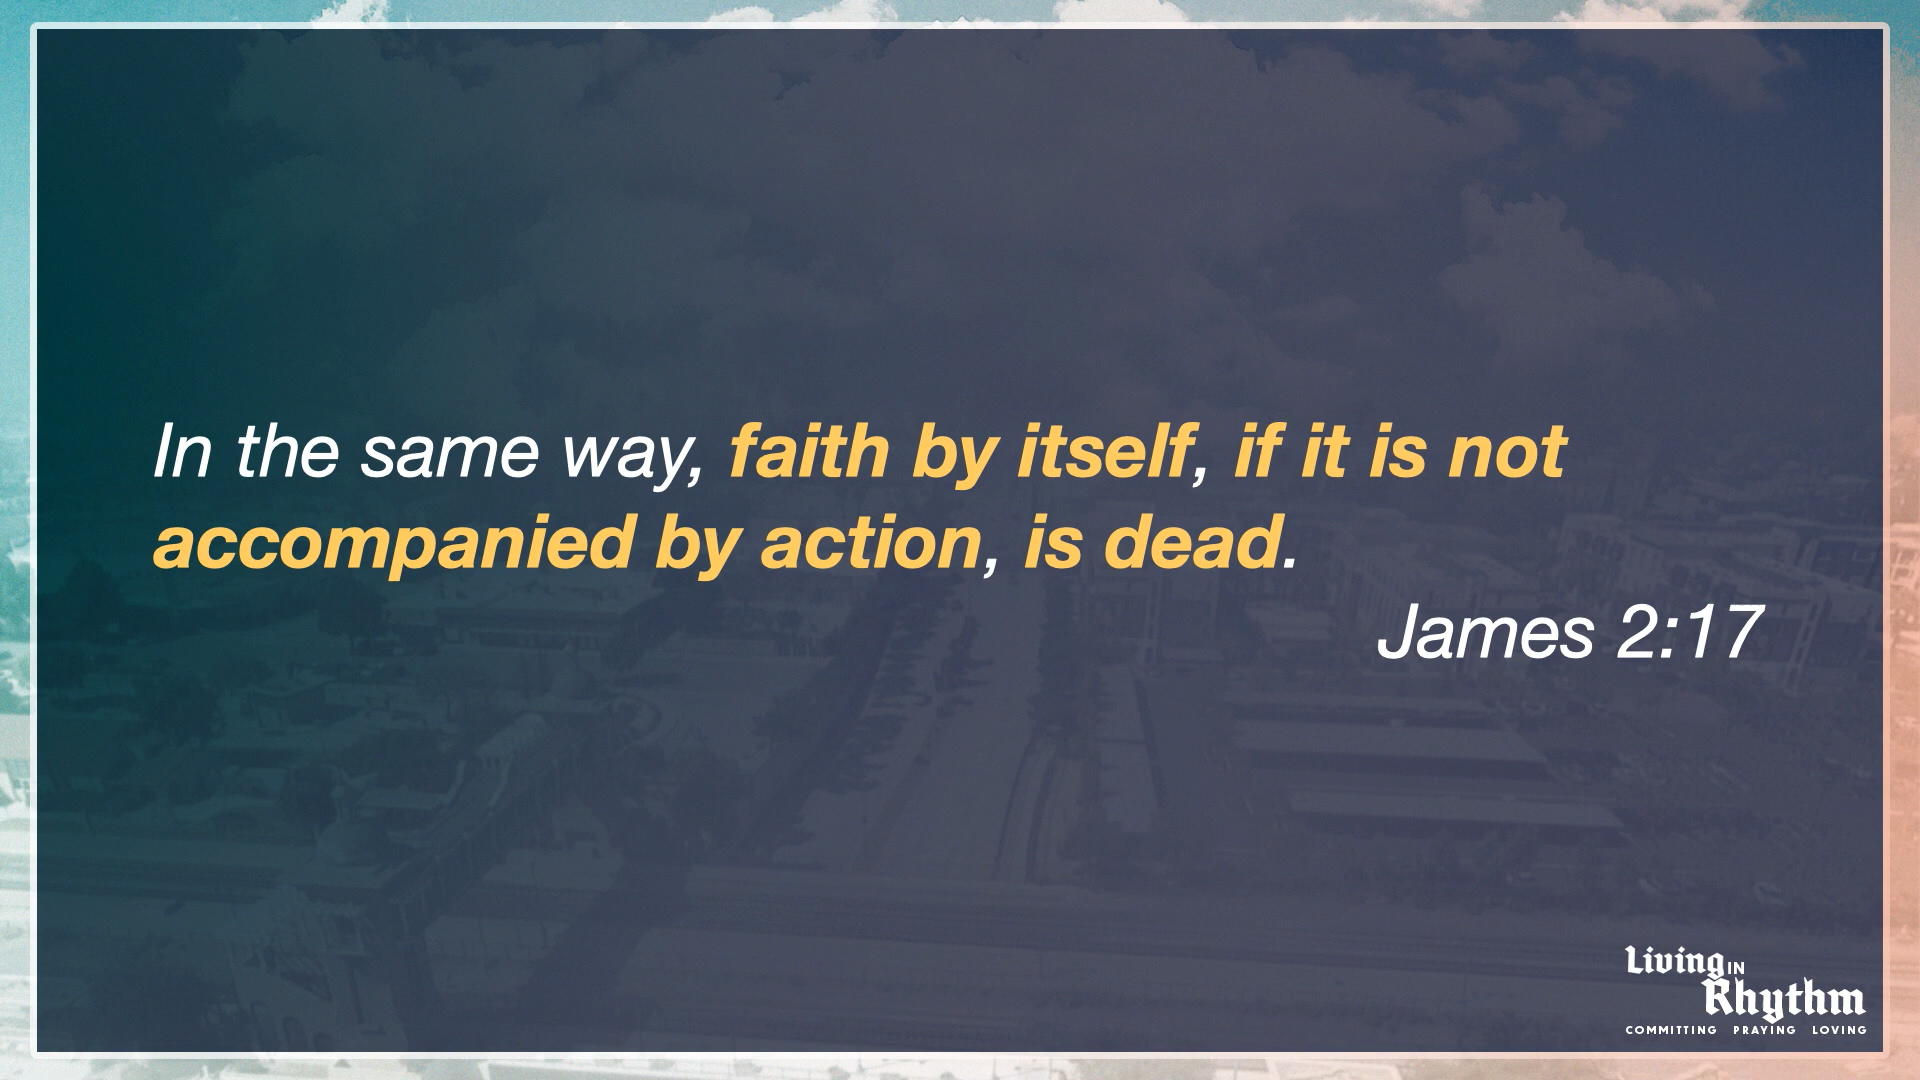 In the same way, faith by itself, if it is not
accompanied by action, is dead.
James 2:17
Living IN
Rhythm
COMMITTING PRAYING LOVING